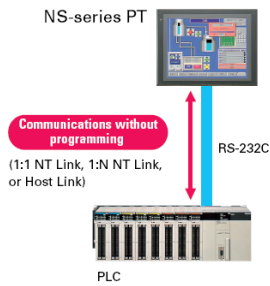 NS-series PT
Communications without
programming
(1:1 NT Link, 1:N NT Link,
or Host Link)
RS-232C
PLC